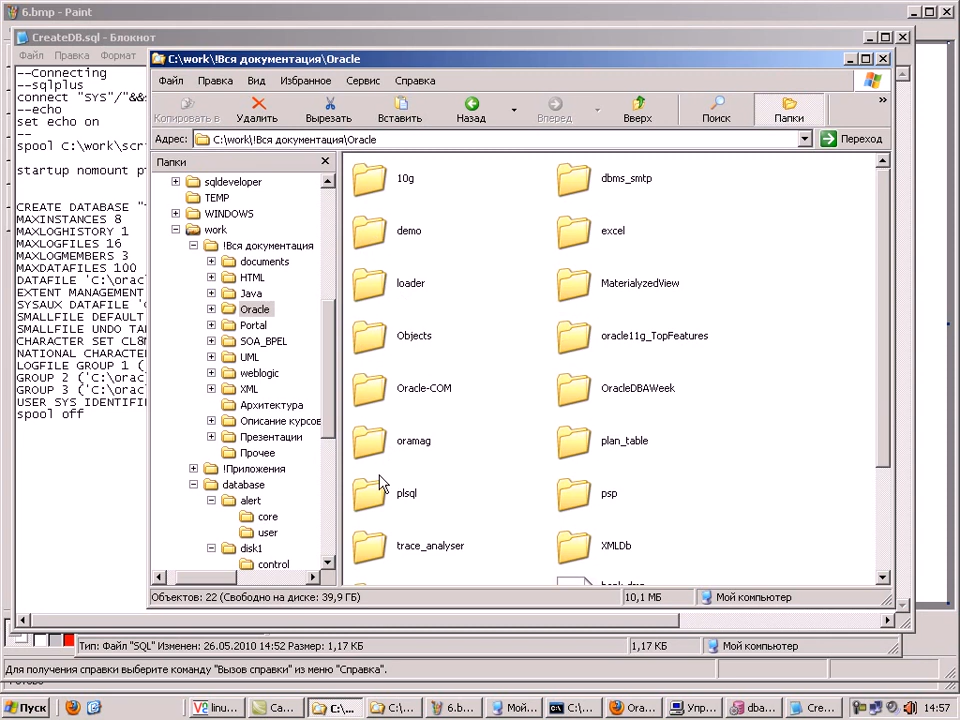 6.bmp - Paint
CreateDB.sql - Блокнот
Файл Правка Формат
--Connecting
--sqlplus
connect "SYS"/"&&
--echo
set echo on
--
spool C:\work\scr
startup nomount p
CREATE DATABASE "
MAXINSTANCES 8
MAXLOGHISTORY 1
MAXLOGFILES 16
MAXLOGMEMBERS 3
MAXDATAFILES 100
DATAFILE 'C:\orac
EXTENT MANAGEMENT
SYSAUX DATAFILE '
SMALLFILE DEFAULT
SMALLFILE UNDO TA
CHARACTER SET CL8
NATIONAL CHARACTE
LOGFILE GROUP 1 (
GROUP 2 ('C:\orac
GROUP 3 ('C:\orac
USER SYS IDENTIFI
spool off
C:\work\!Вся документация\Oracle
Файл Правка Вид Избранное Сервис Справка
Копировать в Удалить Вырезать Вставить Назад Вперед Вверх Поиск Папки »
Адрес: C:\work\!Вся документация\Oracle Переход
Папки
sqldeveloper
TEMP
WINDOWS
work
!Вся документация
documents
HTML
Java
Oracle
Portal
SOA_BPEL
UML
weblogic
XML
Архитектура
Описание курсов
Презентации
Прочее
!Приложения
database
alert
core
user
disk1
control
10g dbms_smtp
demo excel
loader MaterialyzedView
Objects oracle11g_TopFeatures
Oracle-COM OracleDBAWeek
oramag plan_table
plsql psp
trace_analyser XMLDb
Объектов: 22 (Свободно на диске: 39,9 ГБ) 10,1 МБ Мой компьютер
Тип: Файл "SQL" Изменен: 26.05.2010 14:52 Размер: 1,17 КБ 1,17 КБ Мой компьютер
Для получения справки выберите команду "Вызов справки" из меню "Справка".
Пуск linu... Ca... C:\... C:\... 6.b... Мой... C:\... Ora... Упр... dba... Cre... 14:57